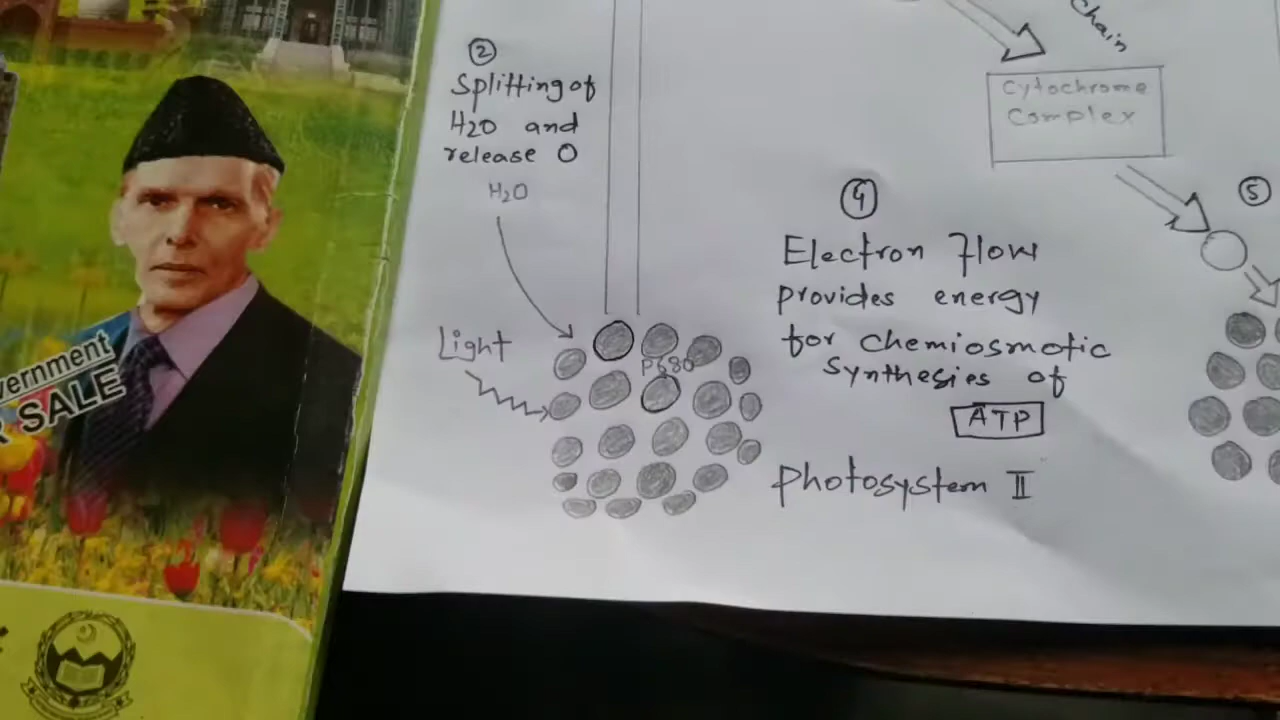 ②
Splitting of
H2O and
release O
H₂O
Light
P680
chain
Cytochrome
Complex
④
Electron flow
provides energy
for chemiosmotic
Synthesies of
ATP
Photosystem II
⑤
vernment
R SALE